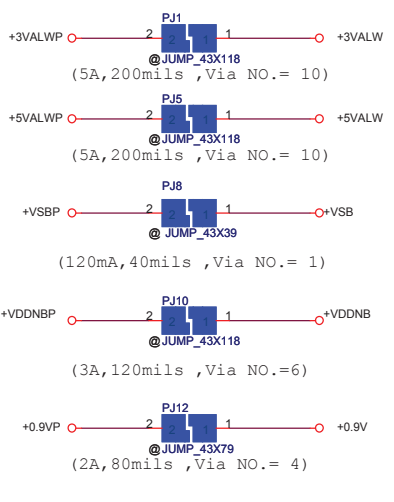 PJ1
+3VALWP 2 2 1 1 +3VALW
@JUMP_43X118
(5A,200mils ,Via NO.= 10)
PJ5
+5VALWP 2 2 1 1 +5VALW
@JUMP_43X118
(5A,200mils ,Via NO.= 10)
PJ8
+VSBP 2 2 1 1 +VSB
@ JUMP_43X39
(120mA,40mils ,Via NO.= 1)
PJ10
+VDDNBP 2 2 1 1 +VDDNB
@JUMP_43X118
(3A,120mils ,Via NO.=6)
PJ12
+0.9VP 2 2 1 1 +0.9V
@JUMP_43X79
(2A,80mils ,Via NO.= 4)